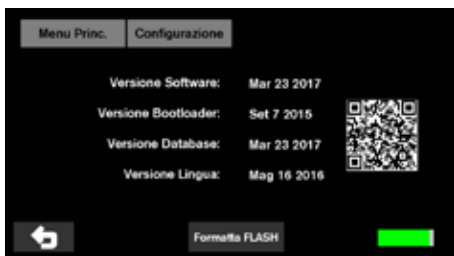 Menu Princ. Configurazione
Versione Software: Mar 23 2017
Versione Bootloader: Set 7 2015
Versione Database: Mar 23 2017
Versione Lingua: Mag 16 2016
Formatta FLASH